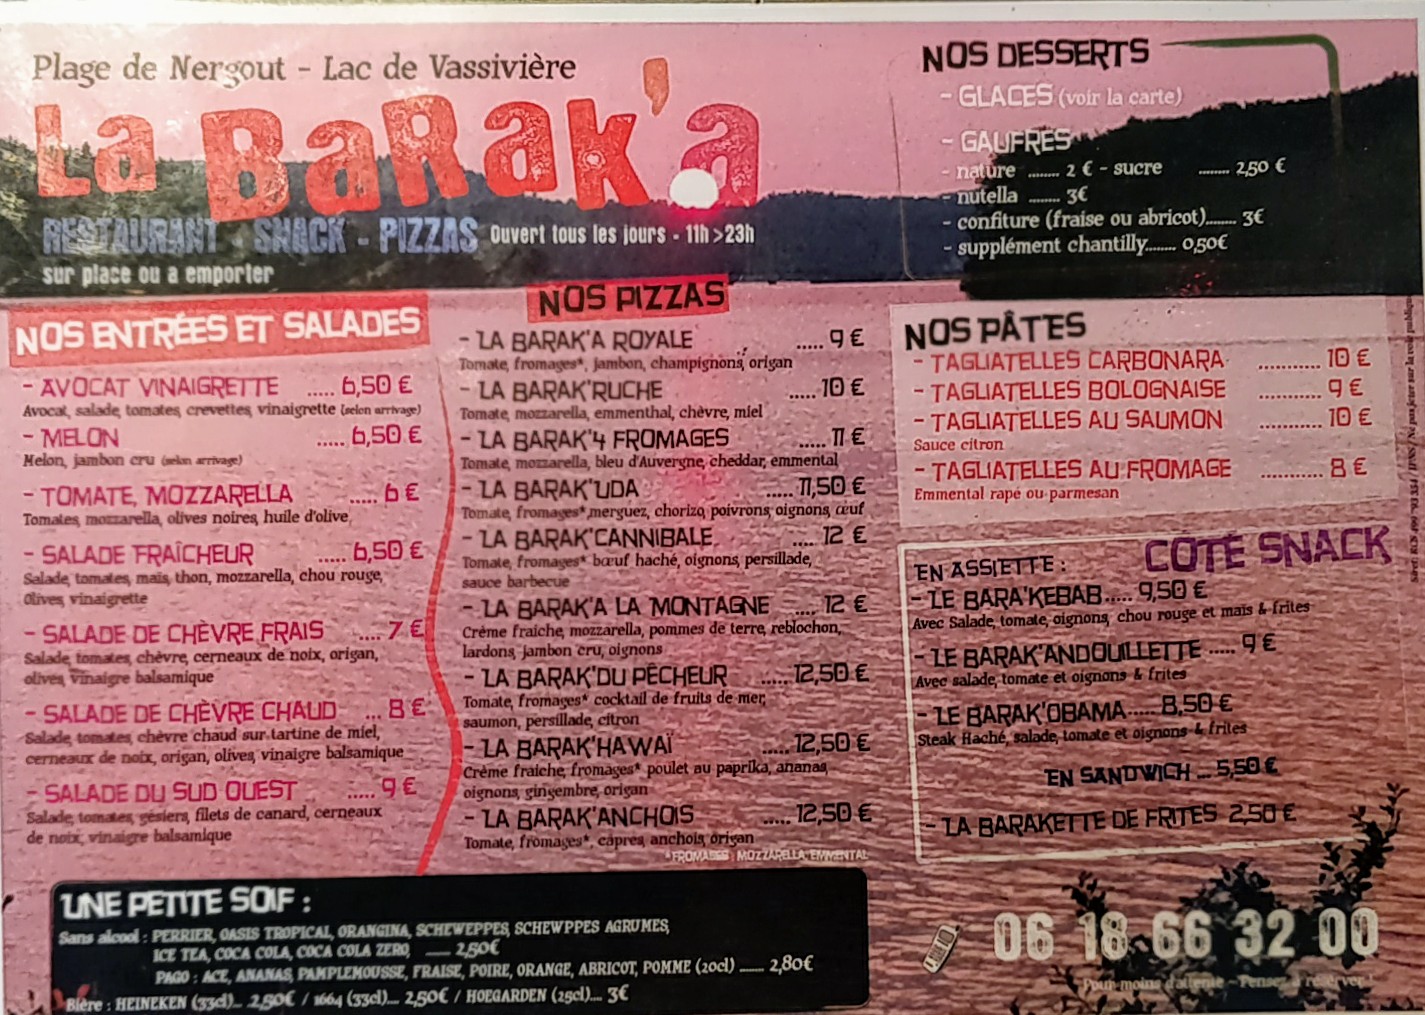 Plage de Nergout - Lac de Vassivière
La BaRak'a
RESTAURANT - SNACK - PIZZAS Ouvert tous les jours - 11h >23h
sur place ou a emporter
NOS ENTRÉES ET SALADES
- AVOCAT VINAIGRETTE ..... 6,50 €
Avocat, salade, tomates, crevettes, vinaigrette (selon arrivage)
- MELON ..... 6,50 €
Melon, jambon cru (selon arrivage)
- TOMATE, MOZZARELLA ..... 6 €
Tomates, mozzarella, olives noires, huile d'olive
- SALADE FRAÎCHEUR ..... 6,50 €
Salade, tomates, maïs, thon, mozzarella, chou rouge,
Olives, vinaigrette
- SALADE DE CHÈVRE FRAIS .... 7 €
Salade, tomates, chèvre, cerneaux de noix, origan,
olives, vinaigre balsamique
- SALADE DE CHÈVRE CHAUD ... 8 €
Salade, tomates, chèvre chaud sur tartine de miel,
cerneaux de noix, origan, olives, vinaigre balsamique
- SALADE DU SUD OUEST ..... 9 €
Salade, tomates, gésiers, filets de canard, cerneaux
de noix, vinaigre balsamique
NOS PIZZAS
- LA BARAK'A ROYALE ..... 9 €
Tomate, fromages*, jambon, champignons, origan
- LA BARAK'RUCHE ..... 10 €
Tomate, mozzarella, emmenthal, chèvre, miel
- LA BARAK'4 FROMAGES ..... 11 €
Tomate, mozzarella, bleu d'Auvergne, cheddar, emmental
- LA BARAK'UDA ..... 11,50 €
Tomate, fromages*, merguez, chorizo, poivrons, oignons, œuf
- LA BARAK'CANNIBALE .... 12 €
Tomate, fromages* bœuf haché, oignons, persillade,
sauce barbecue
- LA BARAK'A LA MONTAGNE .... 12 €
Crème fraiche, mozzarella, pommes de terre, reblochon,
lardons, jambon cru, oignons
- LA BARAK'DU PÊCHEUR ..... 12,50 €
Tomate, fromages* cocktail de fruits de mer,
saumon, persillade, citron
- LA BARAK'HAWAÏ ..... 12,50 €
Crème fraiche, fromages* poulet au paprika, ananas,
oignons, gingembre, origan
- LA BARAK'ANCHOIS ..... 12,50 €
Tomate, fromages*, câpres, anchois, origan
* FROMAGES : MOZZARELLA, EMMENTAL
NOS DESSERTS
- GLACES (voir la carte)
- GAUFRES
- nature ........ 2 € - sucre ........ 2,50 €
- nutella ........ 3€
- confiture (fraise ou abricot)....... 3€
- supplément chantilly........ 0,50€
NOS PÂTES
- TAGLIATELLES CARBONARA ........... 10 €
- TAGLIATELLES BOLOGNAISE ........... 9 €
- TAGLIATELLES AU SAUMON ........... 10 €
Sauce citron
- TAGLIATELLES AU FROMAGE ........... 8 €
Emmental rapé ou parmesan
COTE SNACK
EN ASSIETTE :
- LE BARA'KEBAB..... 9,50 €
Avec Salade, tomate, oignons, chou rouge et maïs & frites
- LE BARAK'ANDOUILLETTE ..... 9 €
Avec salade, tomate et oignons & frites
- LE BARAK'OBAMA.....8,50 €
Steak Haché, salade, tomate et oignons & frites
EN SANDWICH ... 5,50 €
- LA BARAKETTE DE FRITES 2,50 €
UNE PETITE SOIF :
Sans alcool : PERRIER, OASIS TROPICAL, ORANGINA, SCHEWEPPES, SCHEWPPES AGRUMES,
ICE TEA, COCA COLA, COCA COLA ZERO, ...... 2,50€
PAGO : ACE, ANANAS, PAMPLEMOUSSE, FRAISE, POIRE, ORANGE, ABRICOT, POMME (20cl) ...... 2,80€
Bière : HEINEKEN (33cl)... 2,50€ / 1664 (33cl).... 2,50€ / HOEGARDEN (25cl).... 3€
06 18 66 32 00
Pour moins d'attente - Pensez à réserver !
Ne pas jeter sur la voie publique